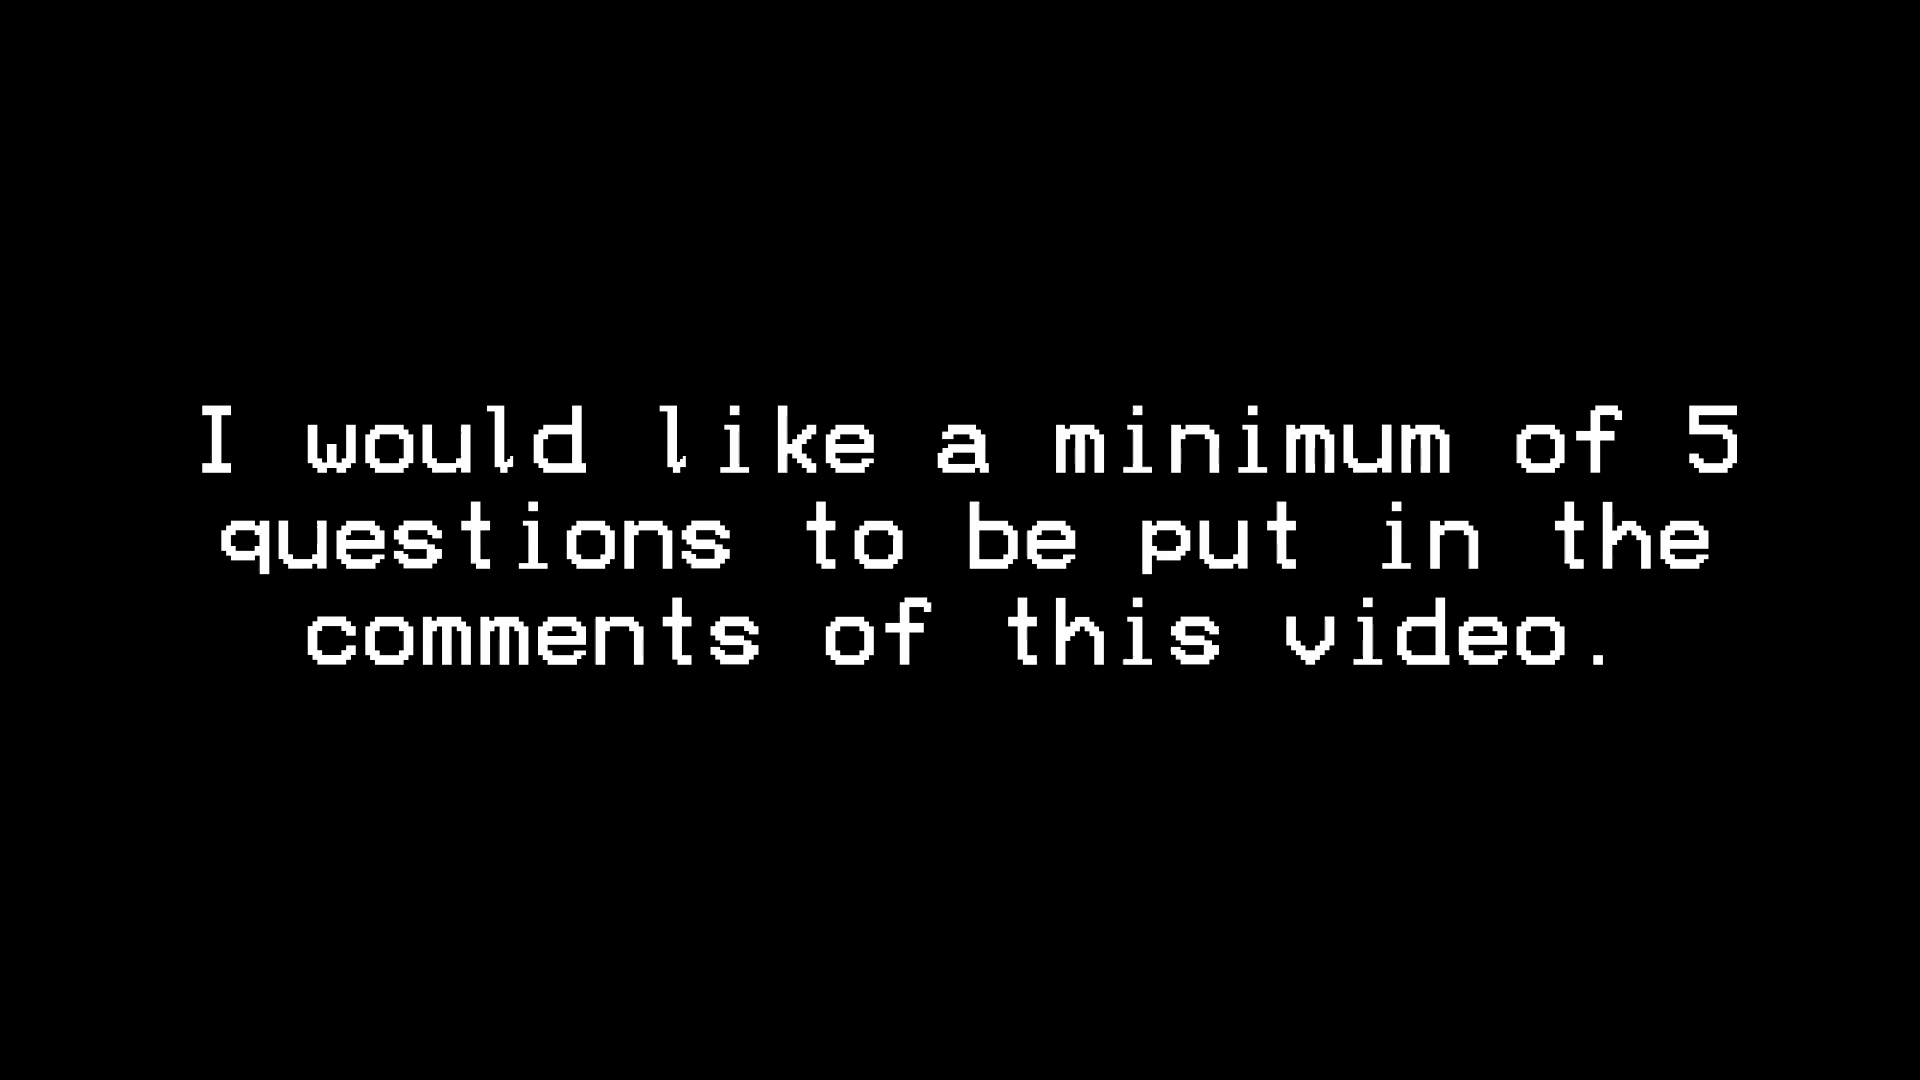 I would like a minimum of 5
questions to be put in the
comments of this video.